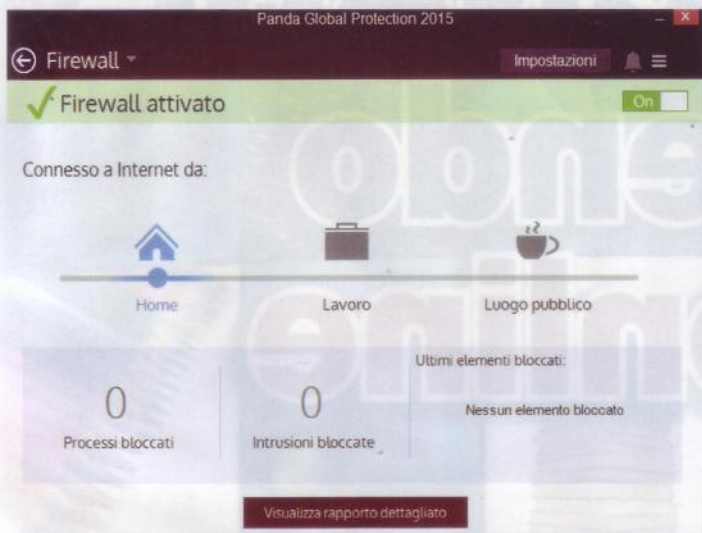 Panda Global Protection 2015
Firewall
Impostazioni
Firewall attivato
On
Connesso a Internet da:
Home
Lavoro
Luogo pubblico
0
Processi bloccati
0
Intrusioni bloccate
Ultimi elementi bloccati:
Nessun elemento bloccato
Visualizza rapporto dettagliato